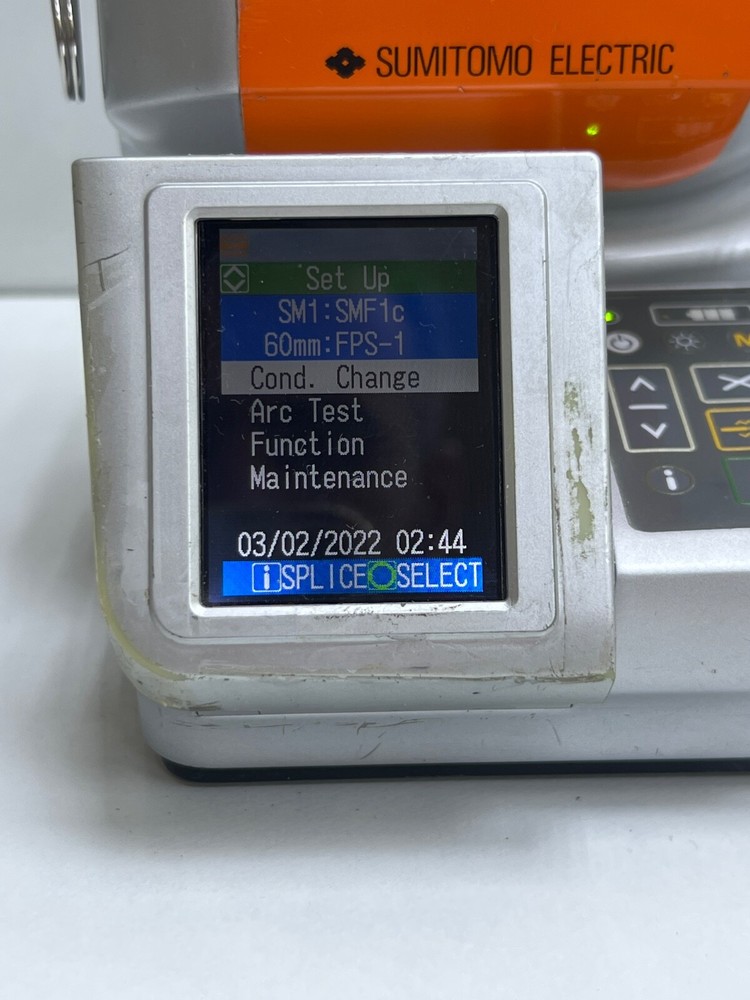 SUMITOMO ELECTRIC
Set Up
SM1:SMF1c
60mm:FPS-1
Cond. Change
Arc Test
Function
Maintenance
03/02/2022 02:44
i SPLICE SELECT
i